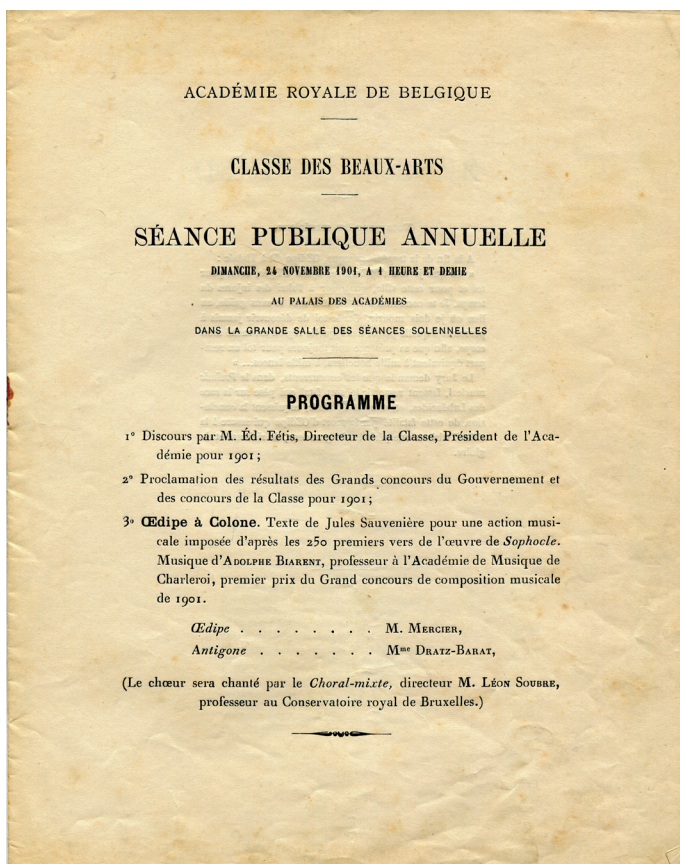 ACADÉMIE ROYALE DE BELGIQUE
CLASSE DES BEAUX-ARTS
SÉANCE PUBLIQUE ANNUELLE
DIMANCHE, 24 NOVEMBRE 1901, A 1 HEURE ET DEMIE
AU PALAIS DES ACADÉMIES
DANS LA GRANDE SALLE DES SÉANCES SOLENNELLES
PROGRAMME
1° Discours par M. Éd. Fétis, Directeur de la Classe, Président de l'Aca-
démie pour 1901 ;
2° Proclamation des résultats des Grands concours du Gouvernement et
des concours de la Classe pour 1901 ;
3° Œdipe à Colone. Texte de Jules Sauvenière pour une action musi-
cale imposée d'après les 250 premiers vers de l'œuvre de Sophocle.
Musique d'ADOLPHE BIARENT, professeur à l'Académie de Musique de
Charleroi, premier prix du Grand concours de composition musicale
de 1901.
Œdipe . . . . . . . . M. MERCIER,
Antigone . . . . . . . Mme DRATZ-BARAT,
(Le chœur sera chanté par le Choral-mixte, directeur M. LÉON SOUBRE,
professeur au Conservatoire royal de Bruxelles.)